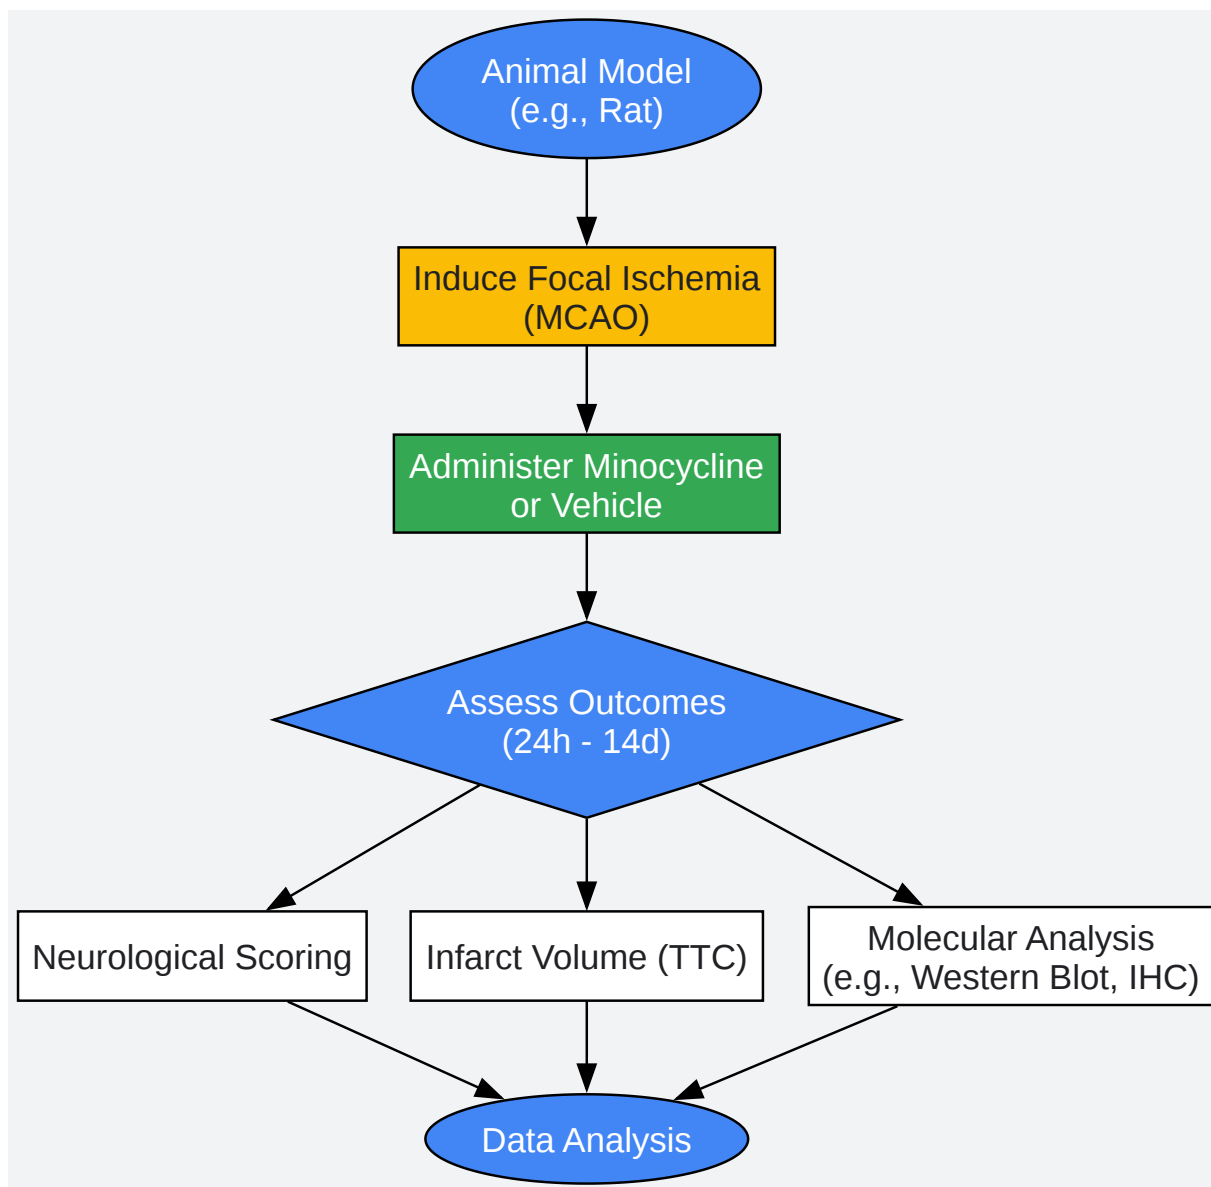 Animal Model
(e.g., Rat)
Induce Focal Ischemia
(MCAO)
Administer Minocycline
or Vehicle
Assess Outcomes
(24h - 14d)
Neurological Scoring
Infarct Volume (TTC)
Molecular Analysis
(e.g., Western Blot, IHC)
Data Analysis